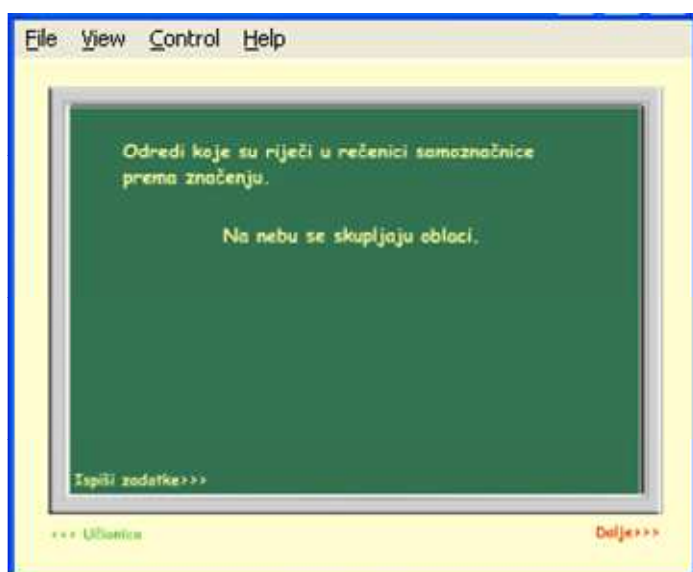 File View Control Help
Odredi koje su riječi u rečenici samoznačnice
prema značenju.
Na nebu se skupljaju oblaci.
Ispiši zadatke>>>
<<< Učionica
Dalje>>>